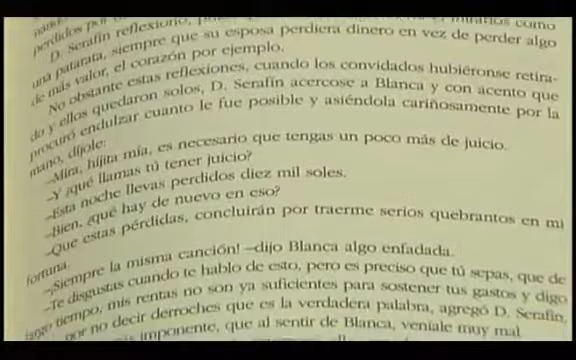 perdidos por
D. Serafín reflexionó,
una patarata, siempre que su esposa perdiera dinero en vez de perder algo
de más valor, el corazón por ejemplo.
No obstante estas reflexiones, cuando los convidados hubiéronse retira-
do y ellos quedaron solos, D. Serafín acercose a Blanca y con acento que
procuró endulzar cuanto le fue posible y asiéndola cariñosamente por la
mano, díjole:
–Mira, hijita mía, es necesario que tengas un poco más de juicio.
–Y ¿qué llamas tú tener juicio?
–Esta noche llevas perdidos diez mil soles.
–Bien, ¿qué hay de nuevo en eso?
–Que estas pérdidas, concluirán por traerme serios quebrantos en mi
fortuna.
–¡Siempre la misma canción! –dijo Blanca algo enfadada.
–Te disgustas cuando te hablo de esto, pero es preciso que tú sepas, que de
largo tiempo, mis rentas no son ya suficientes para sostener tus gastos y digo
por no decir derroches que es la verdadera palabra, agregó D. Serafín,
imponente, que al sentir de Blanca, veníale muy mal